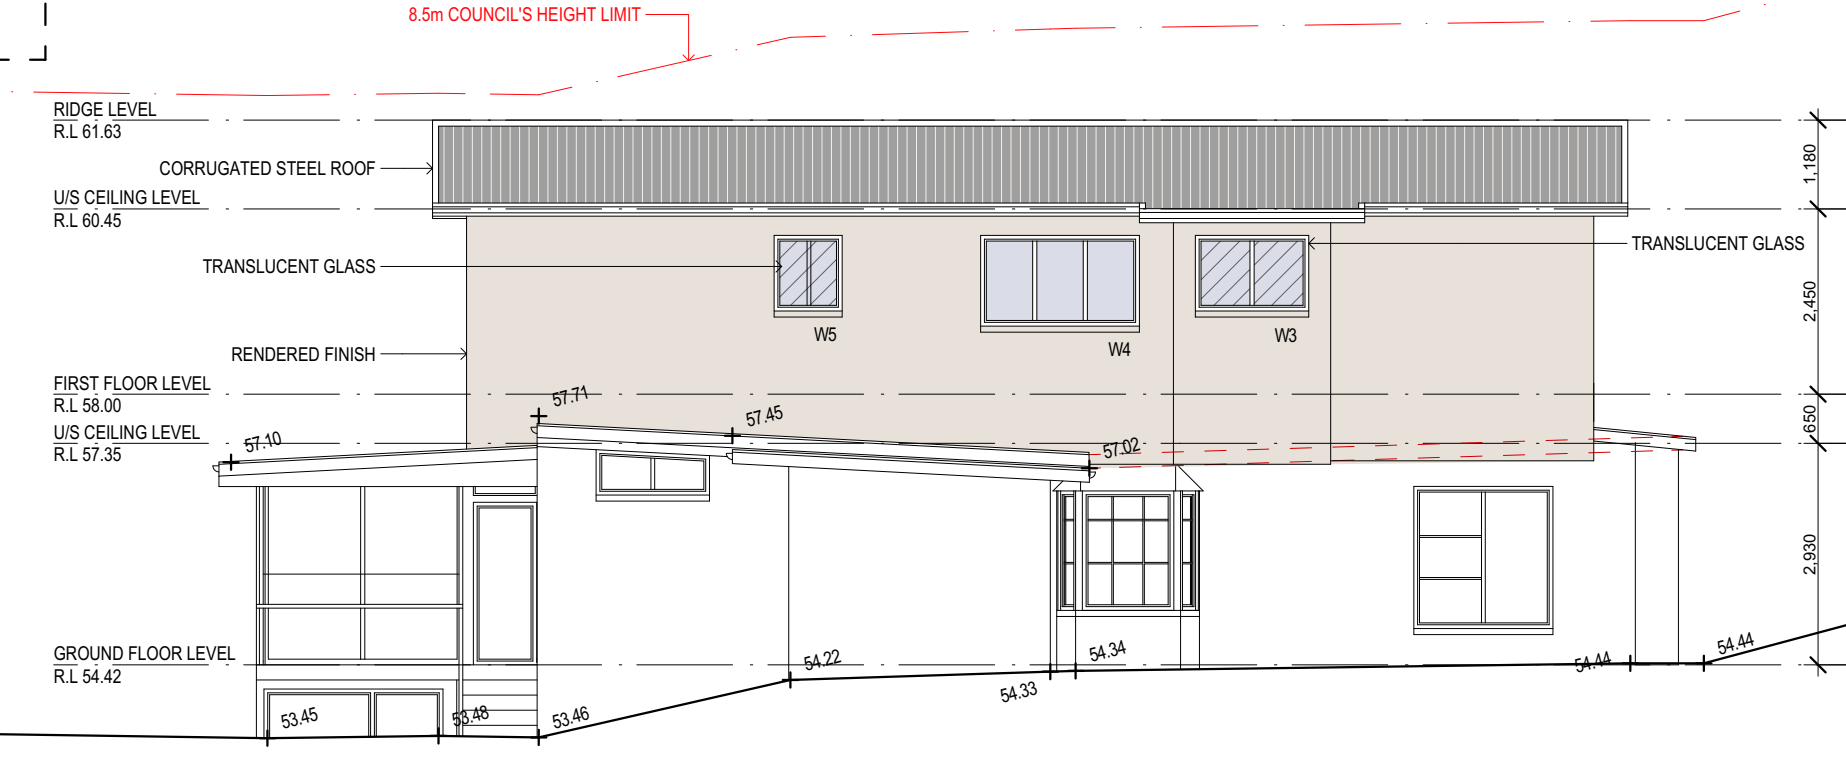 8.5m COUNCIL'S HEIGHT LIMIT
RIDGE LEVEL
R.L 61.63
CORRUGATED STEEL ROOF
1,180
U/S CEILING LEVEL
R.L 60.45
TRANSLUCENT GLASS
TRANSLUCENT GLASS
2,450
W5
W4
W3
RENDERED FINISH
FIRST FLOOR LEVEL
R.L 58.00
57.71
57.45
650
U/S CEILING LEVEL
R.L 57.35
57.10
57.02
2,930
GROUND FLOOR LEVEL
R.L 54.42
54.22
54.34
54.44
54.44
54.33
53.45
53.48
53.46